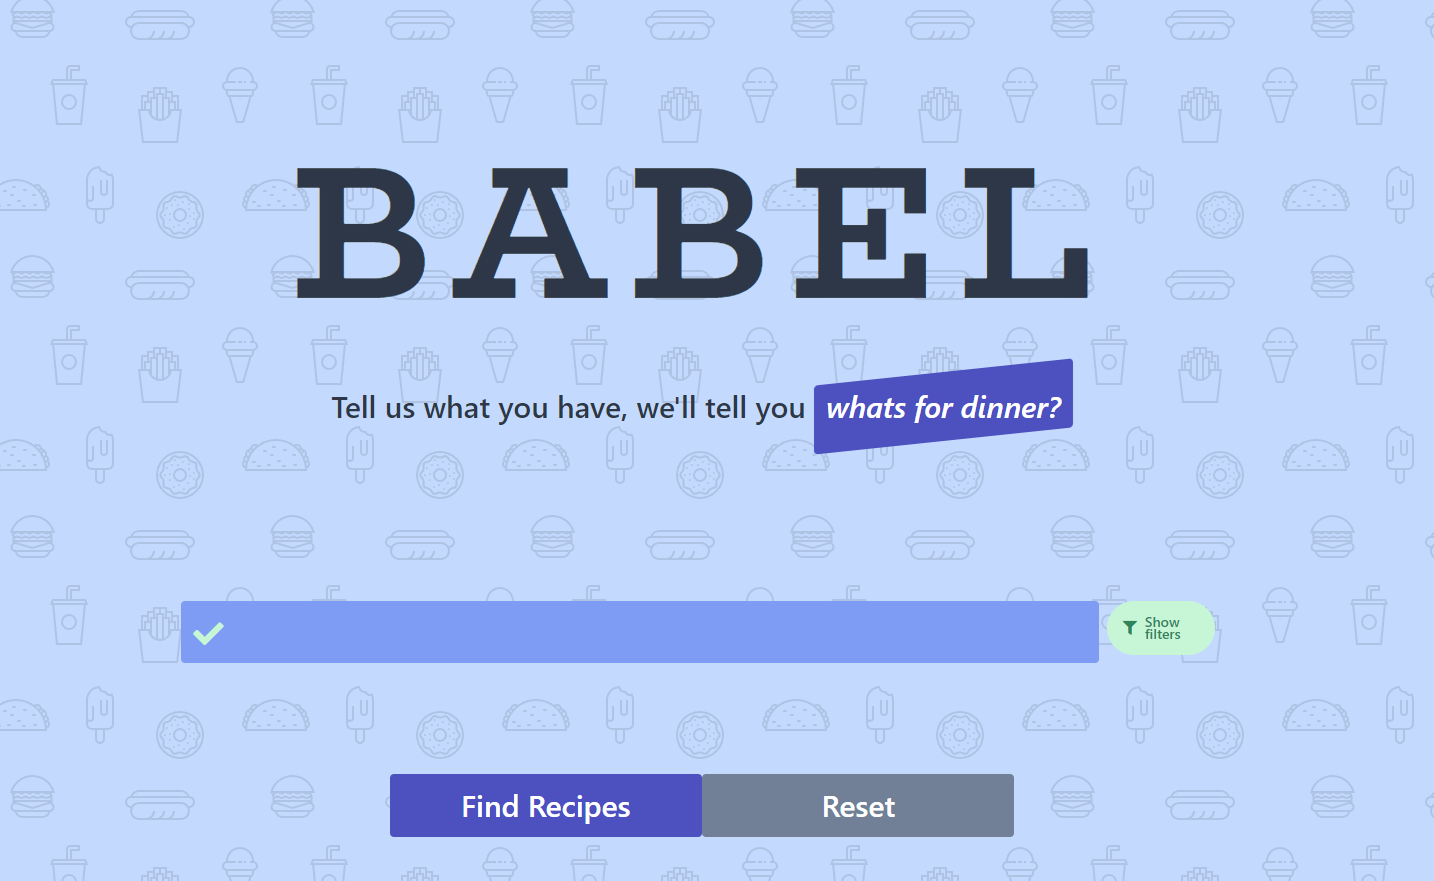 BABEL
Tell us what you have, we'll tell you whats for dinner?
Show
filters
Find Recipes Reset